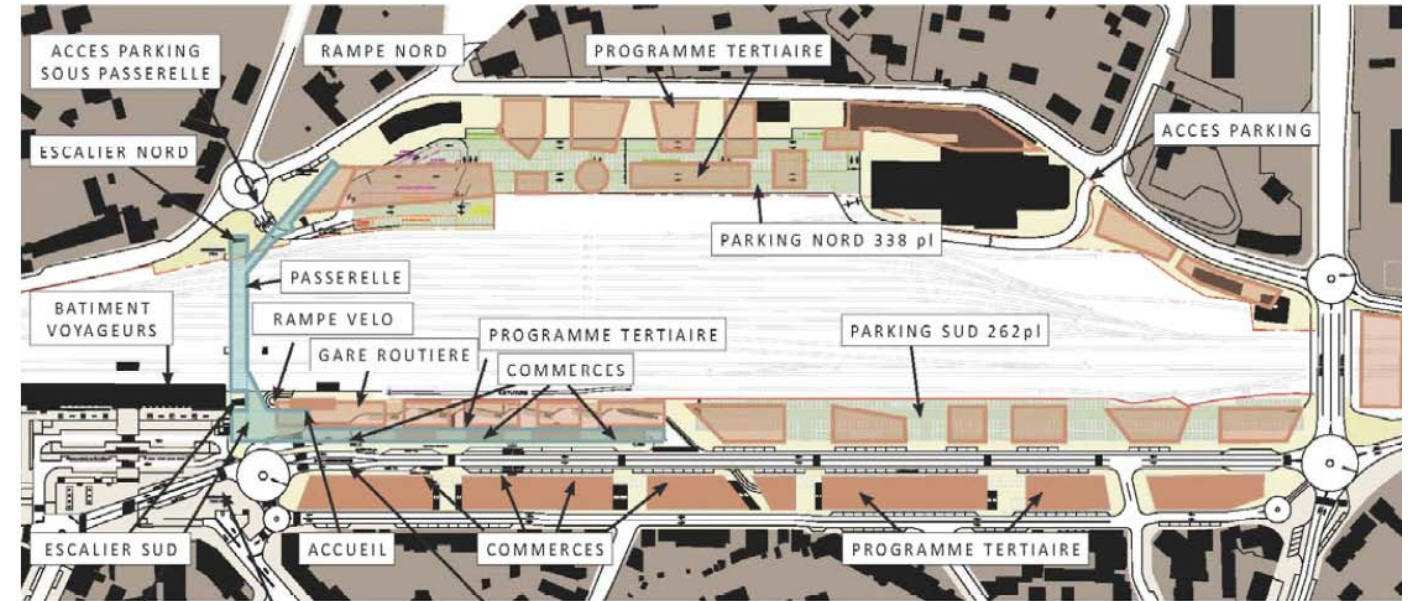 ACCES PARKING
SOUS PASSERELLE
RAMPE NORD
PROGRAMME TERTIAIRE
ACCES PARKING
ESCALIER NORD
PARKING NORD 338 pl
PASSERELLE
BATIMENT
VOYAGEURS
RAMPE VELO
PROGRAMME TERTIAIRE
PARKING SUD 262pl
GARE ROUTIERE
COMMERCES
ESCALIER SUD
ACCUEIL
COMMERCES
PROGRAMME TERTIAIRE